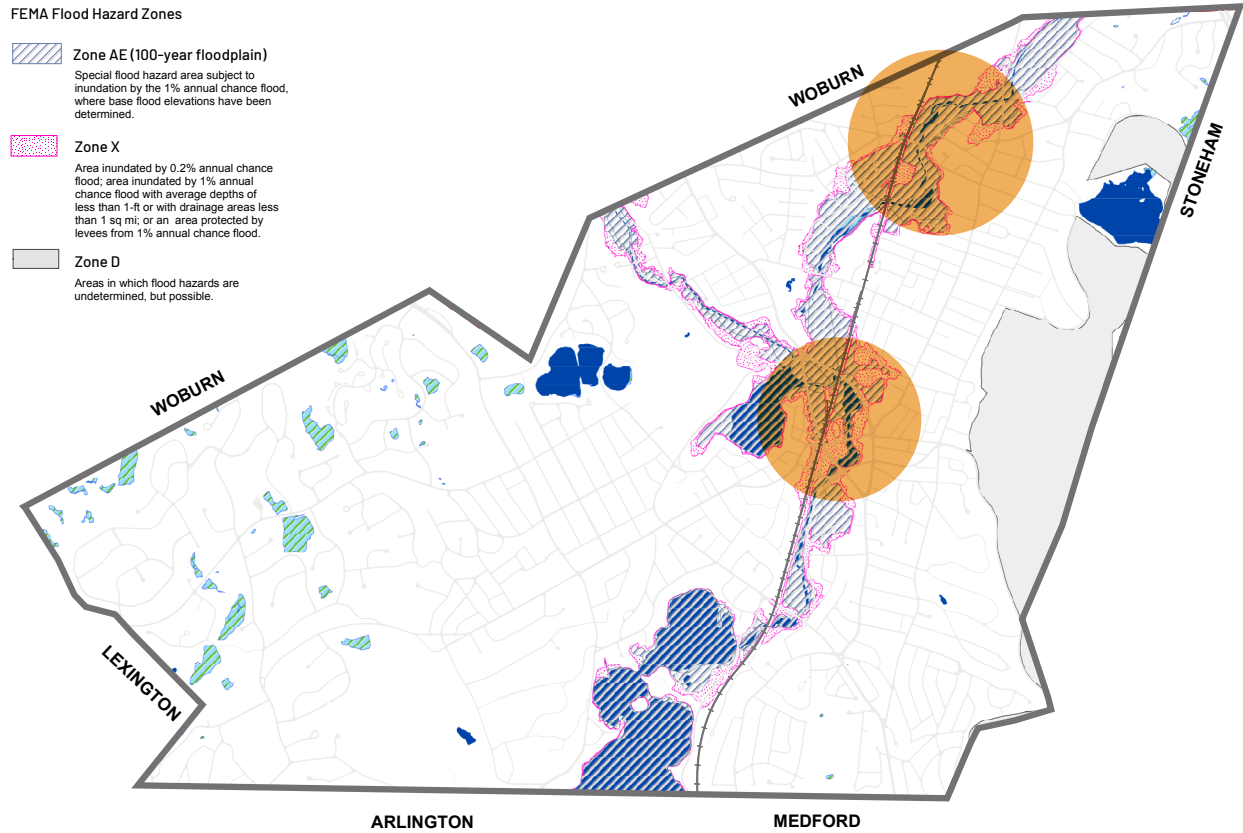 FEMA Flood Hazard Zones
Zone AE (100-year floodplain)
Special flood hazard area subject to
inundation by the 1% annual chance flood,
where base flood elevations have been
determined.
Zone X
Area inundated by 0.2% annual chance
flood; area inundated by 1% annual
chance flood with average depths of
less than 1-ft or with drainage areas less
than 1 sq mi; or an area protected by
levees from 1% annual chance flood.
Zone D
Areas in which flood hazards are
undetermined, but possible.
WOBURN
STONEHAM
WOBURN
LEXINGTON
ARLINGTON
MEDFORD